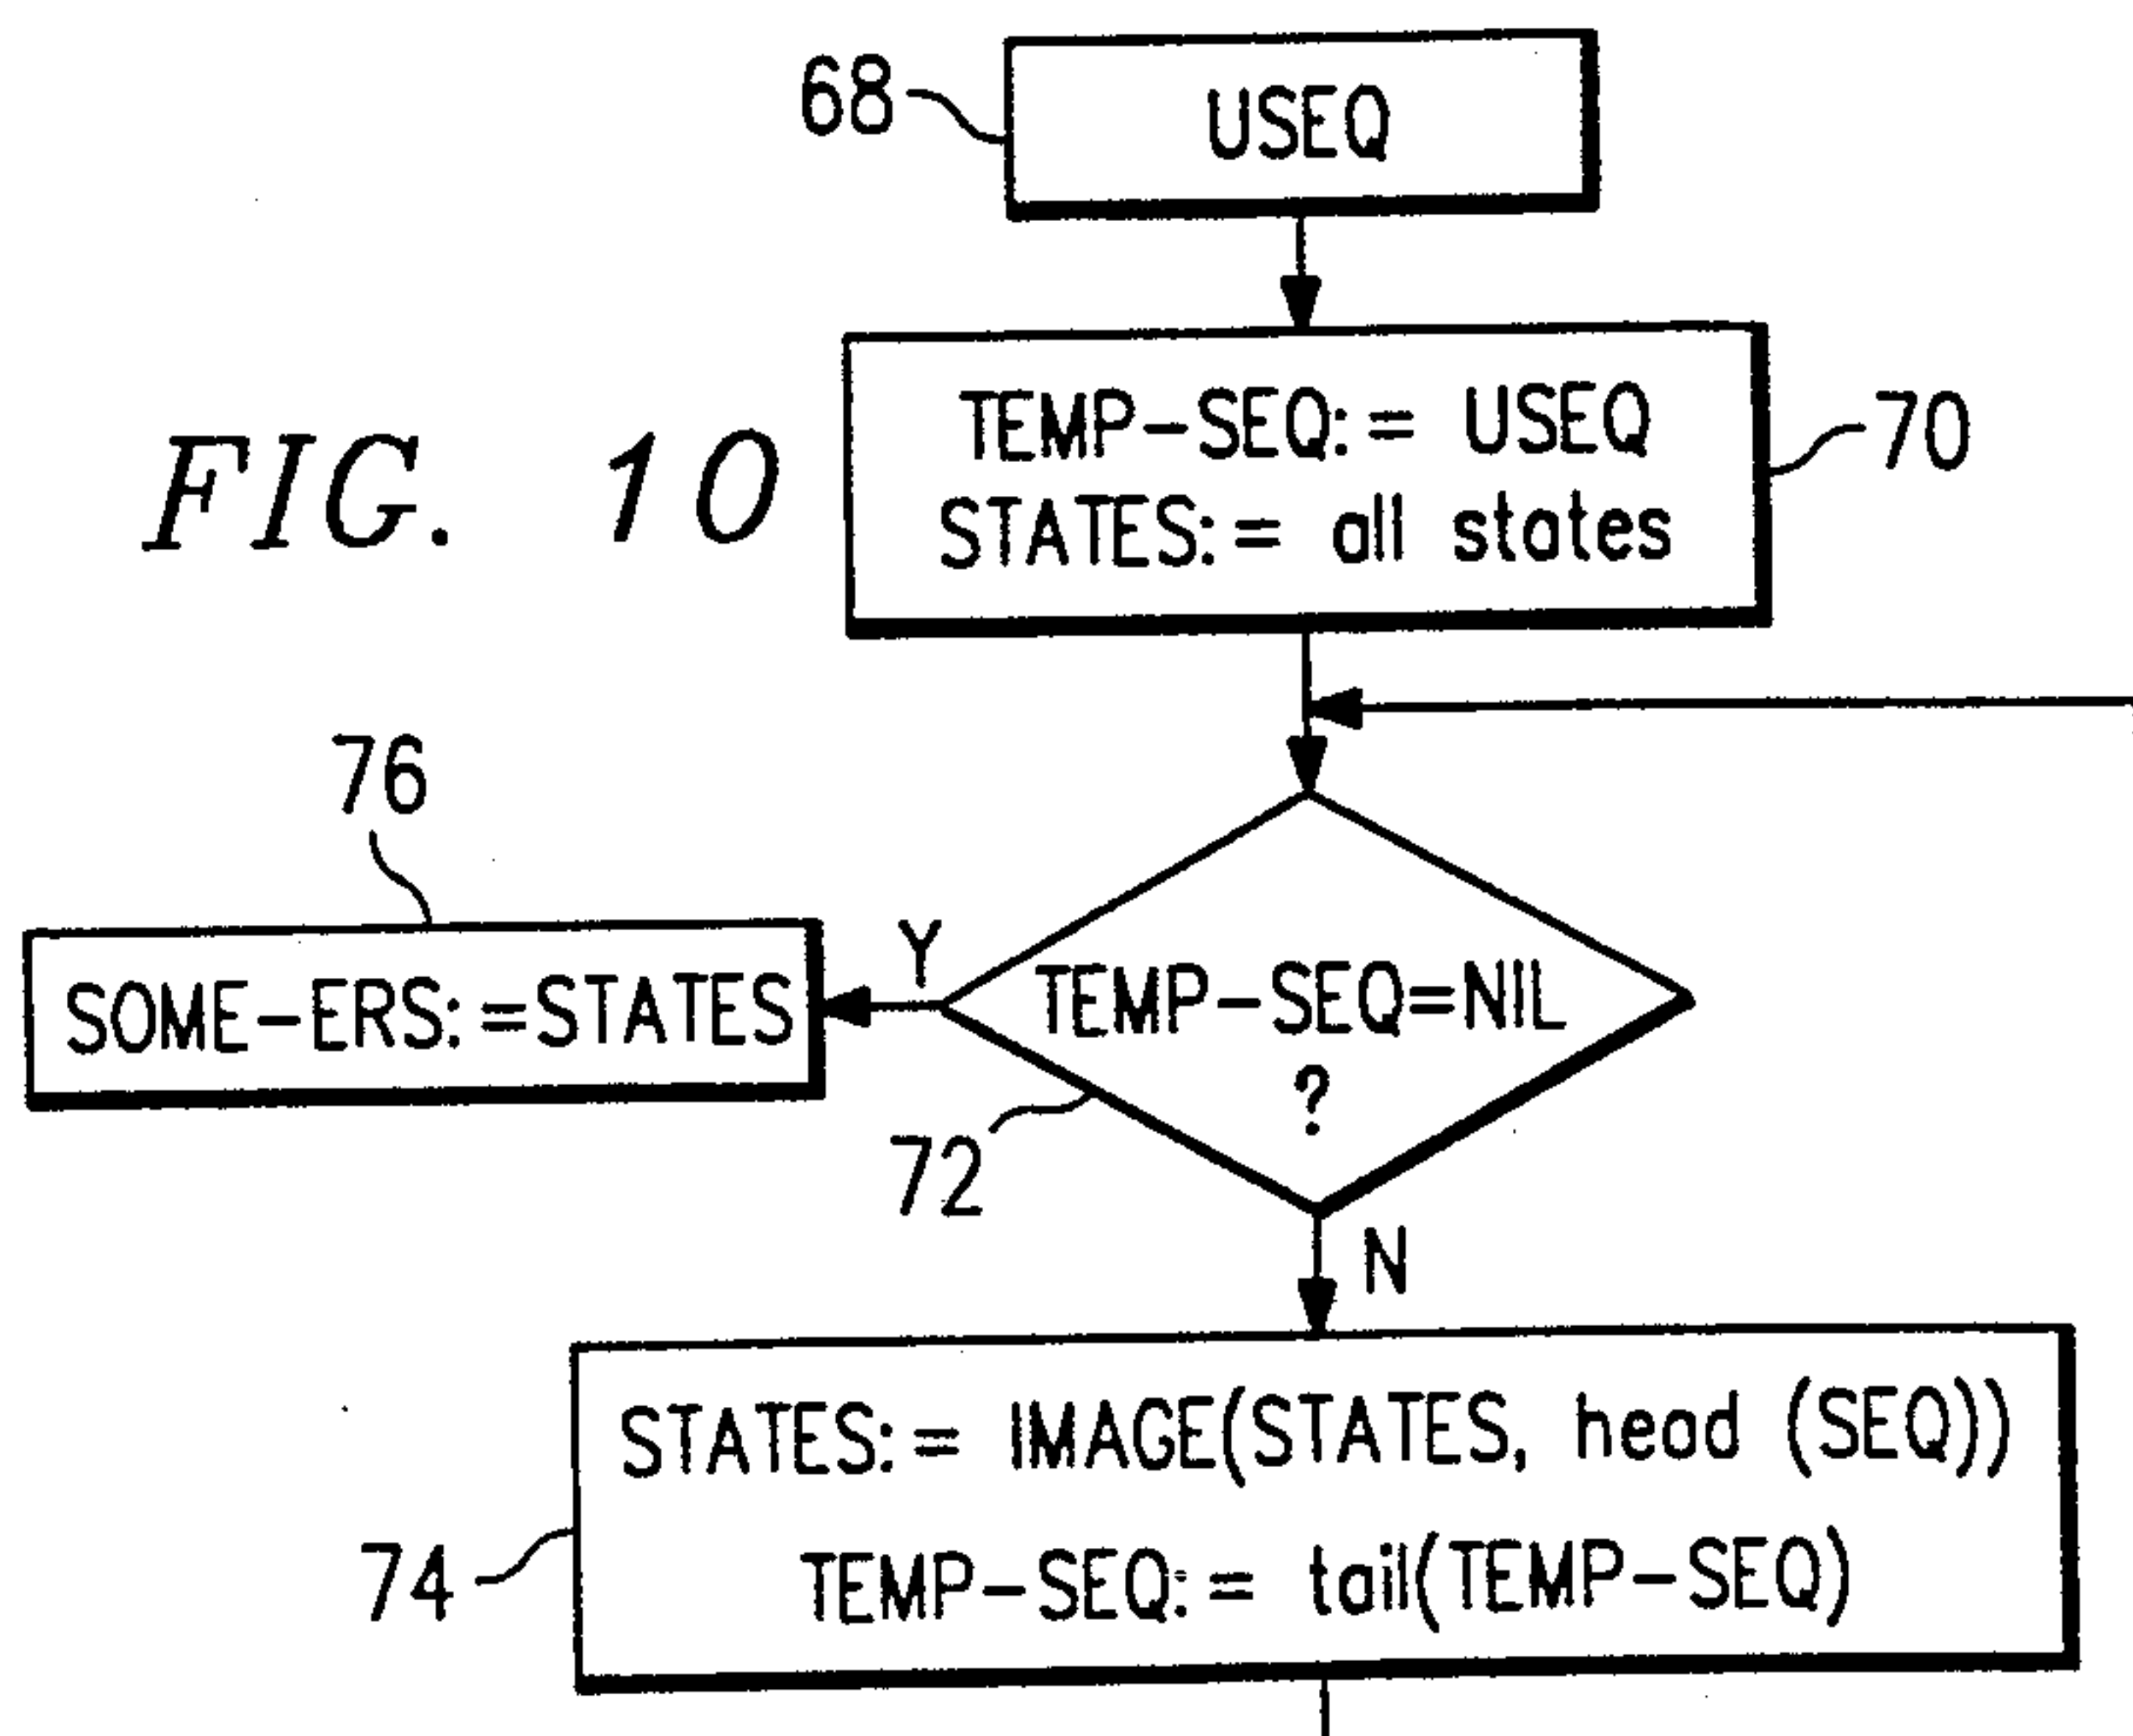 68
USEQ
FIG. 10
TEMP-SEQ:= USEQ
STATES:= all states
70
76
SOME-ERS:=STATES
Y
TEMP-SEQ=NIL
?
72
N
STATES:= IMAGE(STATES, head (SEQ))
TEMP-SEQ:= tail(TEMP-SEQ)
74